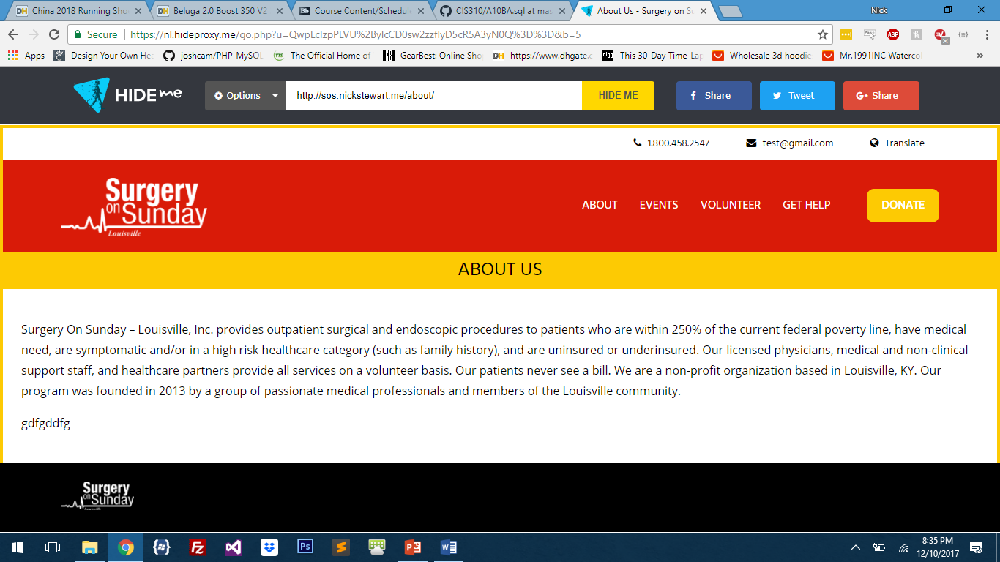 China 2018 Running Sho
Beluga 2.0 Boost 350 V2
Bb Course Content/Schedul
CIS310/A10BA.sql at mas
About Us - Surgery on Su
Nick
Secure https://nl.hideproxy.me/go.php?u=
Apps Design Your Own Hea joshcam/PHP-MySQL The Official Home of GearBest: Online Sho https://www.dhgate.c This 30-Day Time-Lap Wholesale 3d hoodie Mr.1991INC Watercol
HIDE me Options http://sos.nickstewart.me/about/ HIDE ME Share Tweet G+ Share
1.800.458.2547 test@gmail.com Translate
Surgery
on Sunday
Louisville
ABOUT EVENTS VOLUNTEER GET HELP DONATE
ABOUT US
Surgery On Sunday – Louisville, Inc. provides outpatient surgical and endoscopic procedures to patients who are within 250% of the current federal poverty line, have medical
need, are symptomatic and/or in a high risk healthcare category (such as family history), and are uninsured or underinsured. Our licensed physicians, medical and non-clinical
support staff, and healthcare partners provide all services on a volunteer basis. Our patients never see a bill. We are a non-profit organization based in Louisville, KY. Our
program was founded in 2013 by a group of passionate medical professionals and members of the Louisville community.
gdfgddfg
Surgery
on Sunday
Louisville
8:35 PM
12/10/2017